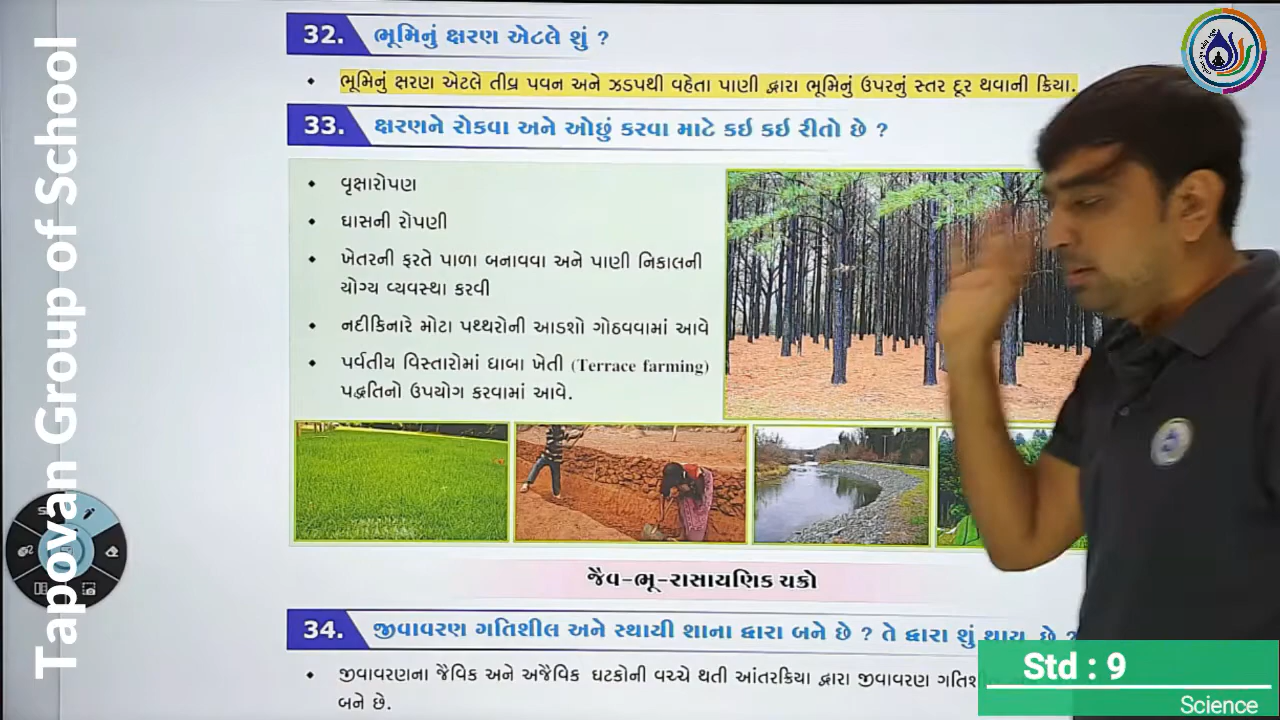 32. ભૂમિનું ક્ષરણ એટલે શું ?
• ભૂમિનું ક્ષરણ એટલે તીવ્ર પવન અને ઝડપથી વહેતા પાણી દ્વારા ભૂમિનું ઉપરનું સ્તર દૂર થવાની ક્રિયા.
33. ક્ષરણને રોકવા અને ઓછું કરવા માટે કઇ કઇ રીતો છે ?
• વૃક્ષારોપણ
• ઘાસની રોપણી
• ખેતરની ફરતે પાળા બનાવવા અને પાણી નિકાલની
યોગ્ય વ્યવસ્થા કરવી
• નદીકિનારે મોટા પથ્થરોની આડશો ગોઠવવામાં આવે
• પર્વતીય વિસ્તારોમાં ધાબા ખેતી (Terrace farming)
પદ્ધતિનો ઉપયોગ કરવામાં આવે.
જૈવ-ભૂ-રાસાયણિક ચક્રો
34. જીવાવરણ ગતિશીલ અને સ્થાયી શાના દ્વારા બને છે ? તે દ્વારા શું થાય છે ?
• જીવાવરણના જૈવિક અને અજૈવિક ઘટકોની વચ્ચે થતી આંતરક્રિયા દ્વારા જીવાવરણ
બને છે.
Tapovan Group of School
Std : 9
Science